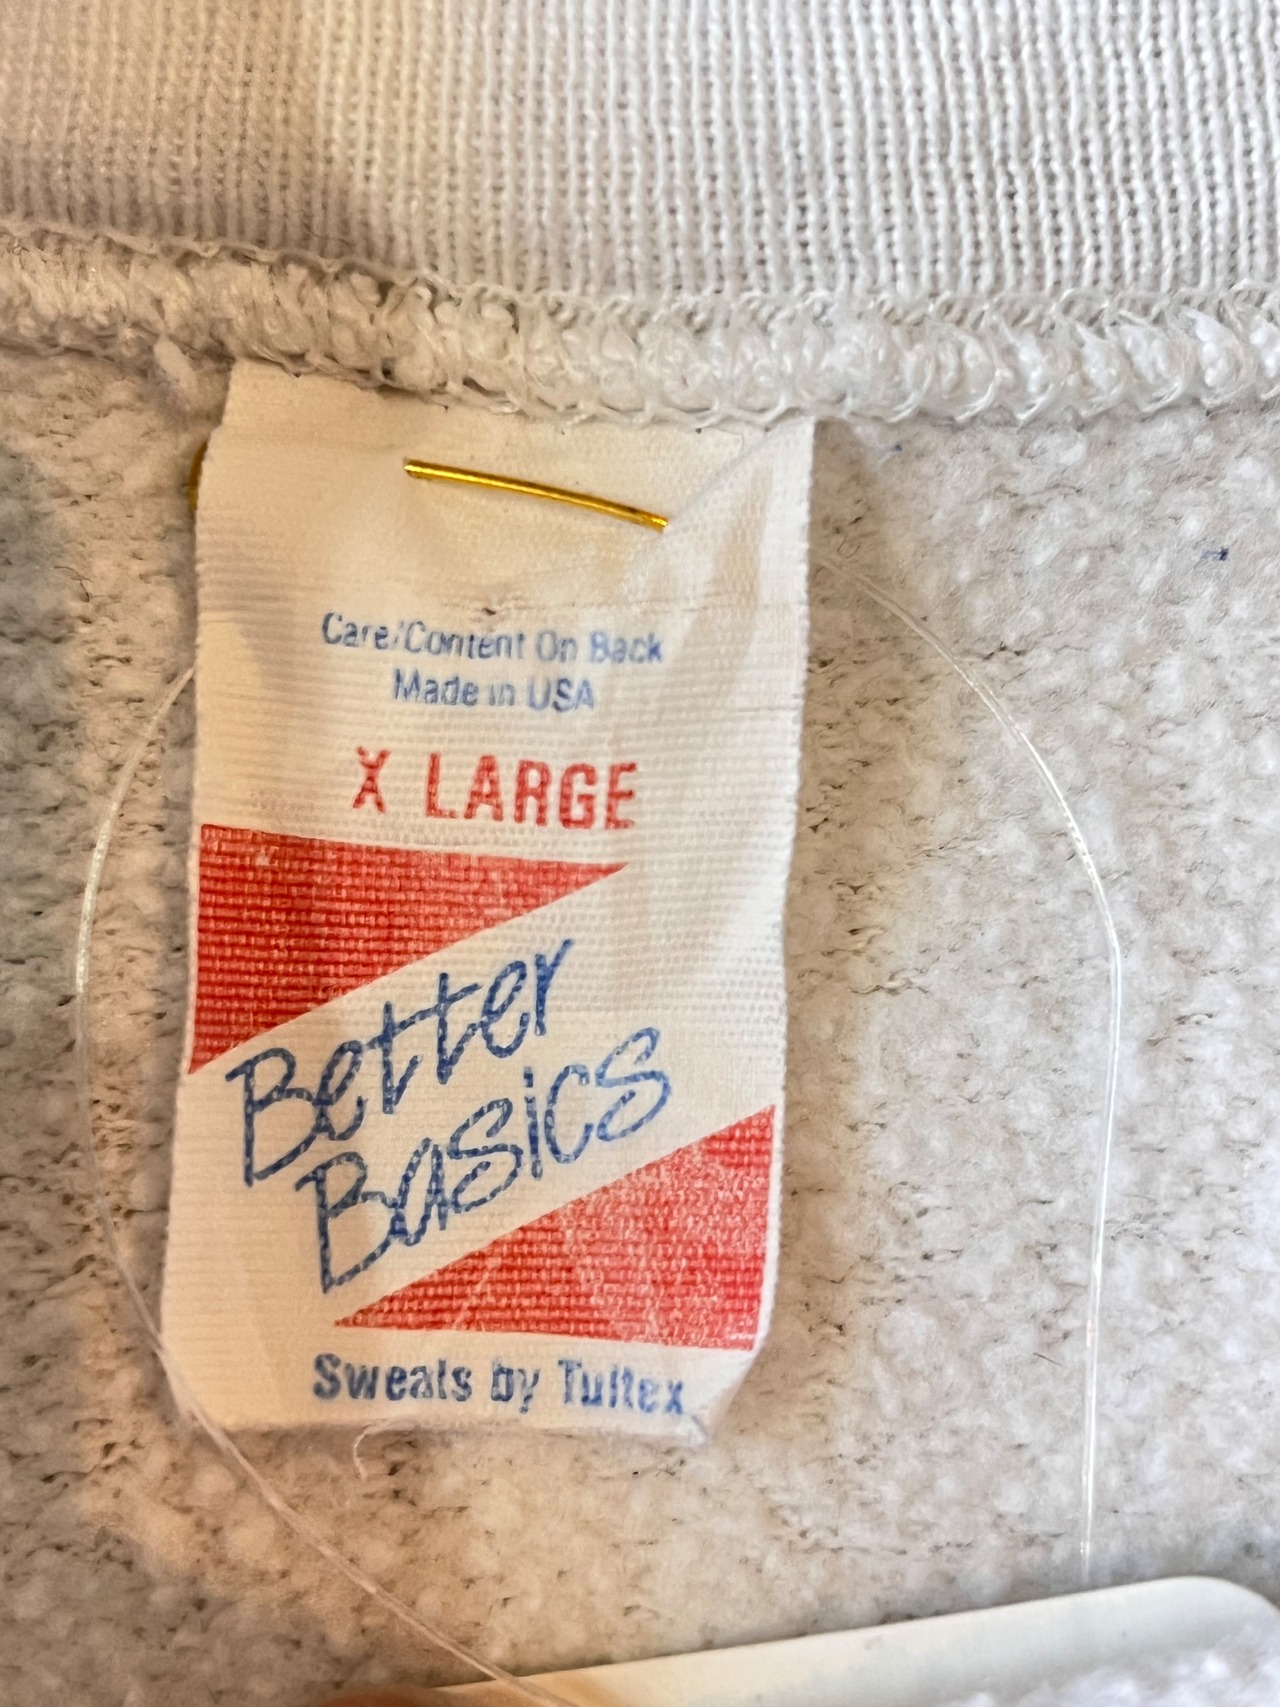 Care/Content On Back
Made in USA
X LARGE
Better
Basics
Sweats by Tultex